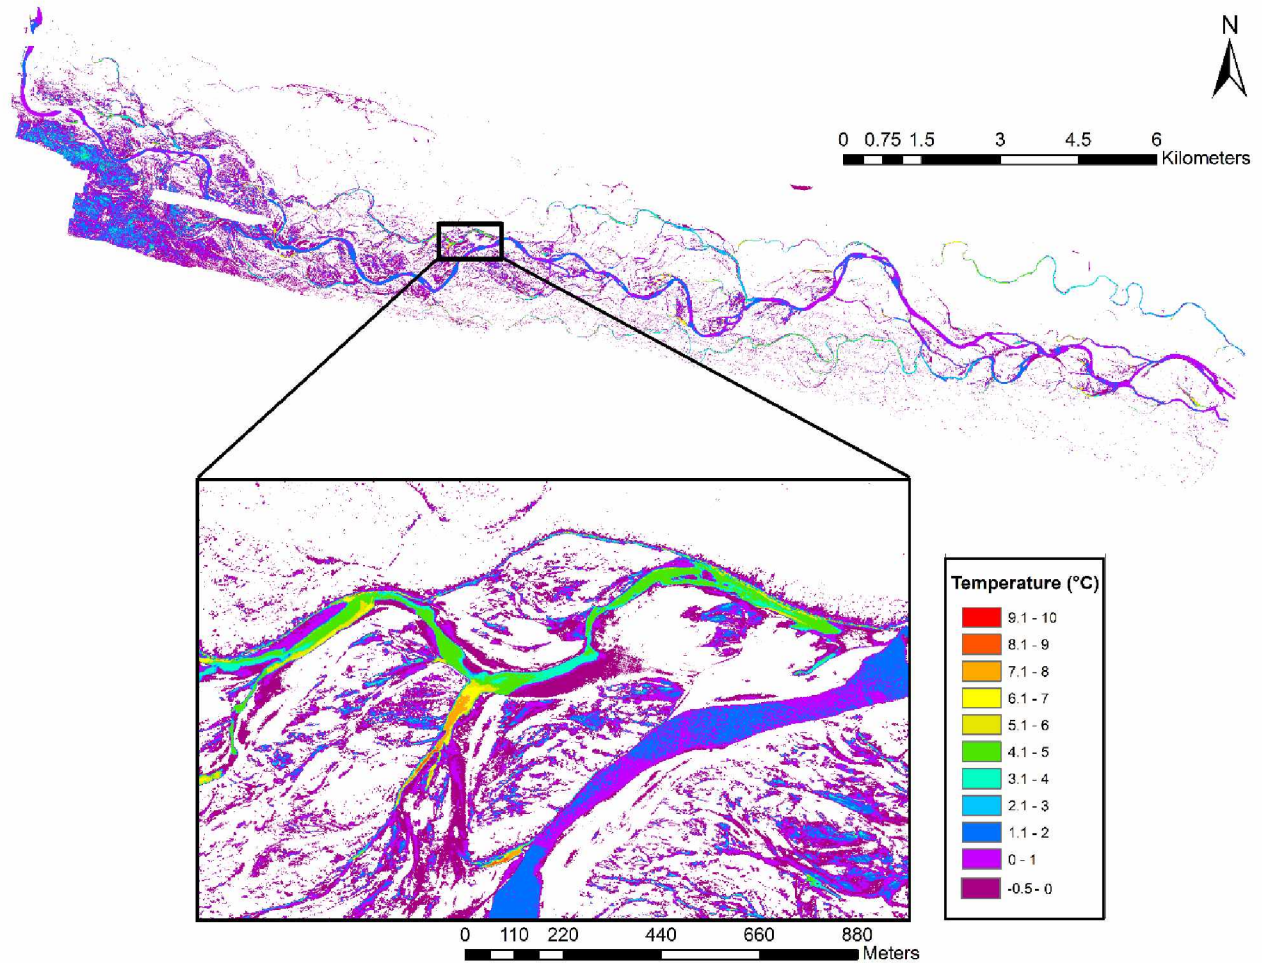 N
0 0.75 1.5 3 4.5 6
Kilometers
Temperature (°C)
9.1 - 10
8.1 - 9
7.1 - 8
6.1 - 7
5.1 - 6
4.1 - 5
3.1 - 4
2.1 - 3
1.1 - 2
0 - 1
-0.5 - 0
0 110 220 440 660 880
Meters